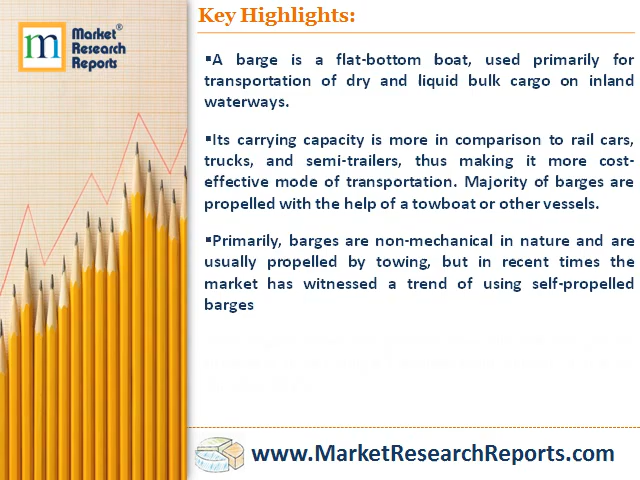 Key Highlights:
m
Market®
Research
Reports
▪A barge is a flat-bottom boat, used primarily for
transportation of dry and liquid bulk cargo on inland
waterways.
▪Its carrying capacity is more in comparison to rail cars,
trucks, and semi-trailers, thus making it more cost-
effective mode of transportation. Majority of barges are
propelled with the help of a towboat or other vessels.
▪Primarily, barges are non-mechanical in nature and are
usually propelled by towing, but in recent times the
market has witnessed a trend of using self-propelled
barges
www.MarketResearchReports.com